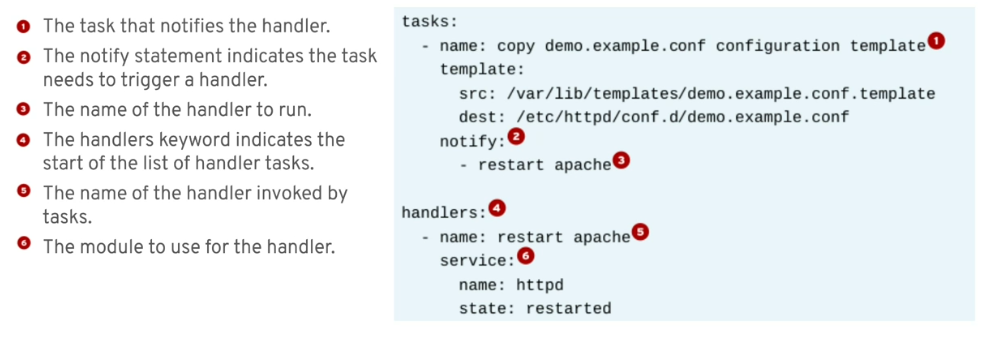 1 The task that notifies the handler.
2 The notify statement indicates the task
needs to trigger a handler.
3 The name of the handler to run.
4 The handlers keyword indicates the
start of the list of handler tasks.
5 The name of the handler invoked by
tasks.
6 The module to use for the handler.
tasks:
  - name: copy demo.example.conf configuration template 1
    template:
      src: /var/lib/templates/demo.example.conf.template
      dest: /etc/httpd/conf.d/demo.example.conf
    notify: 2
      - restart apache 3
handlers: 4
  - name: restart apache 5
    service: 6
      name: httpd
      state: restarted